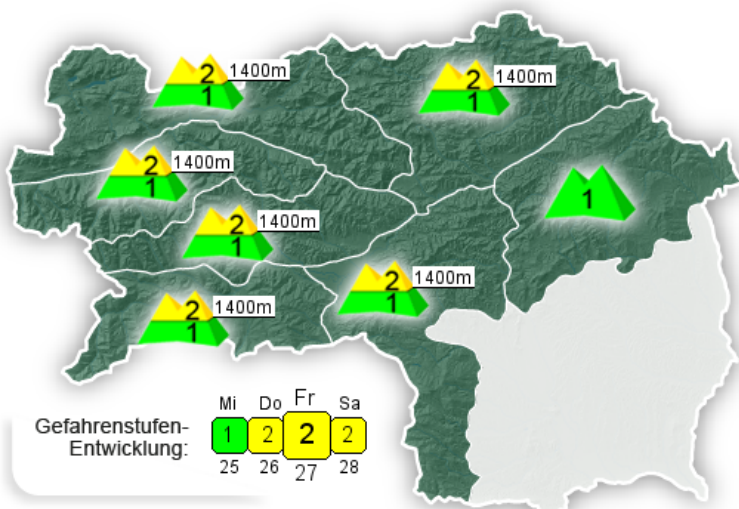 2 1400m
1
2 1400m
1
2 1400m
1
1
2 1400m
1
2 1400m
1
2 1400m
1
Mi Do Fr Sa
Gefahrenstufen-
Entwicklung:
1 2 2 2
25 26 27 28